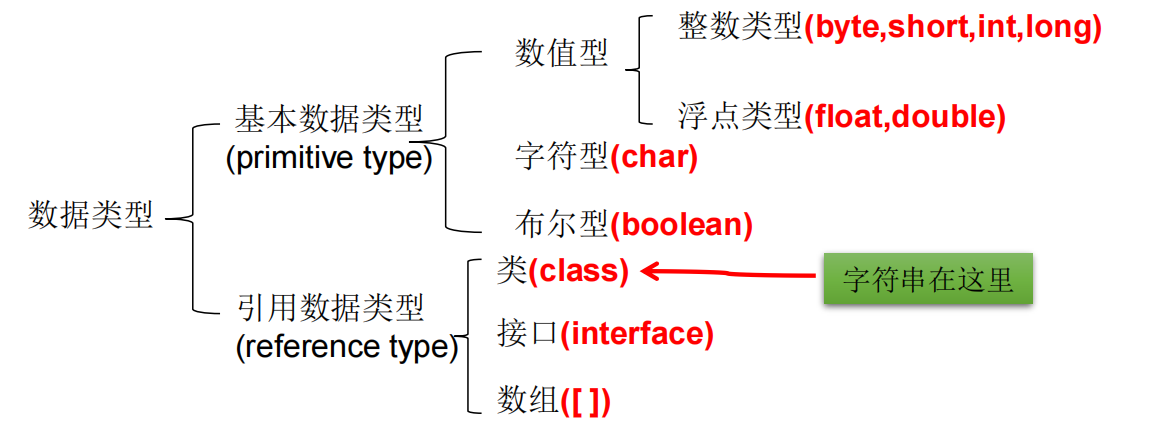 数据类型
基本数据类型
(primitive type)
数值型
整数类型(byte,short,int,long)
浮点类型(float,double)
字符型(char)
布尔型(boolean)
引用数据类型
(reference type)
类(class)
字符串在这里
接口(interface)
数组([ ])